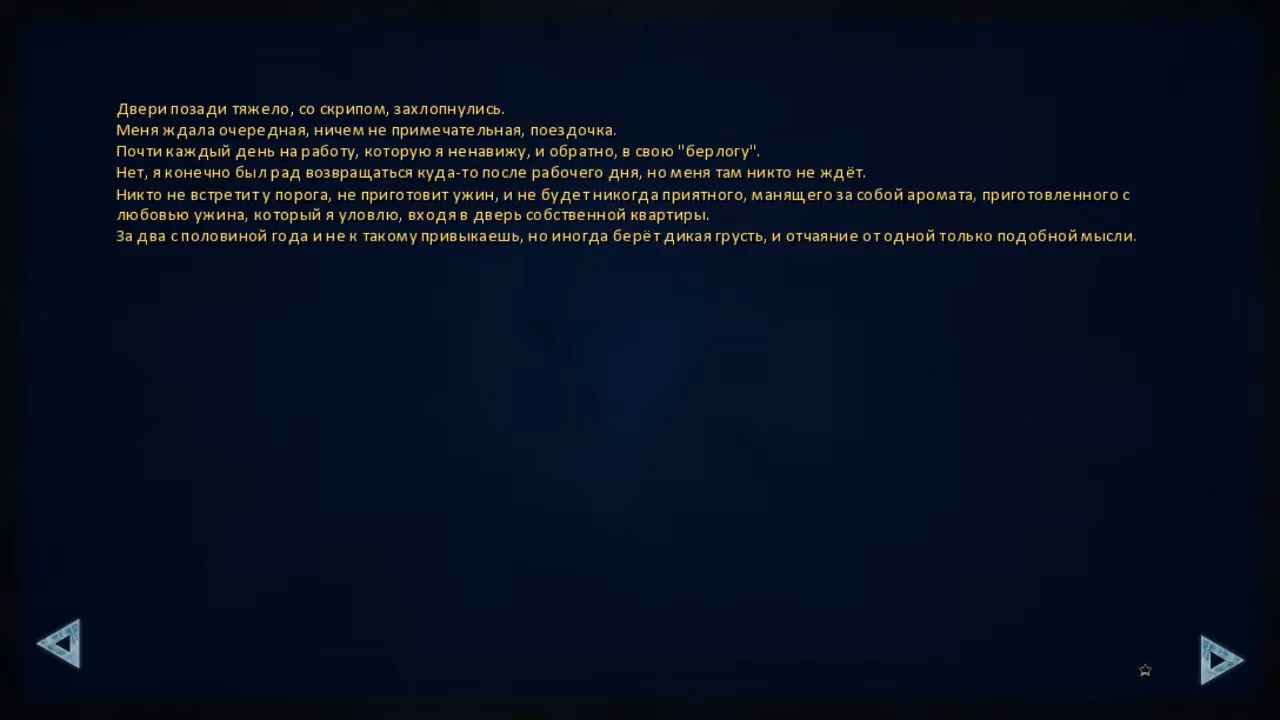 Двери позади тяжело, со скрипом, захлопнулись.
Меня ждала очередная, ничем не примечательная, поездочка.
Почти каждый день на работу, которую я ненавижу, и обратно, в свою "берлогу".
Нет, я конечно был рад возвращаться куда-то после рабочего дня, но меня там никто не ждёт.
Никто не встретит у порога, не приготовит ужин, и не будет никогда приятного, манящего за собой аромата, приготовленного с
любовью ужина, который я уловлю, входя в дверь собственной квартиры.
За два с половиной года и не к такому привыкаешь, но иногда берёт дикая грусть, и отчаяние от одной только подобной мысли.